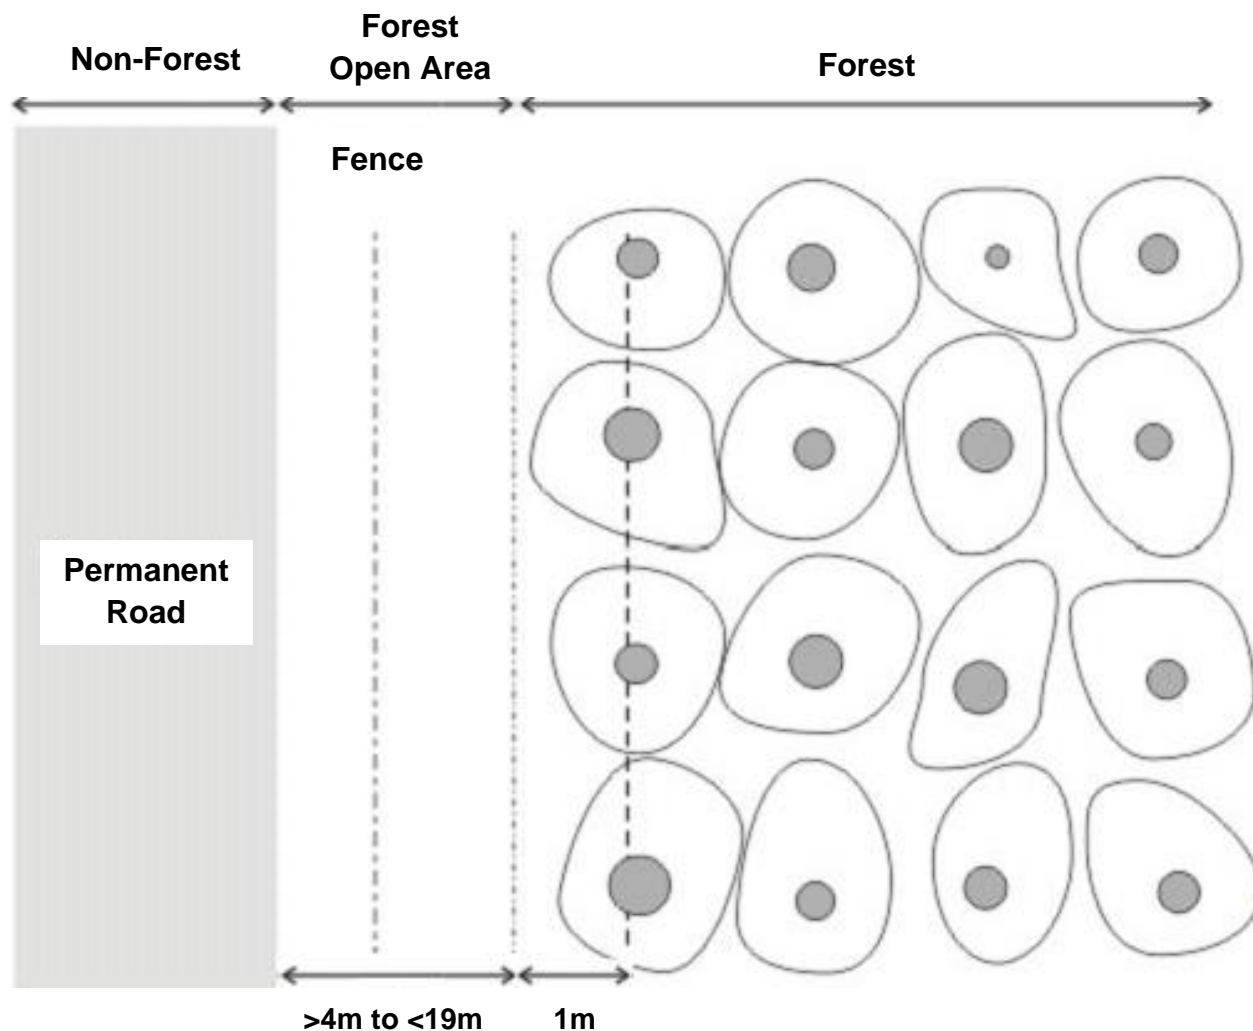 Forest
Non-Forest
Open Area
Forest
Fence
Permanent
Road
>4m to <19m
1m